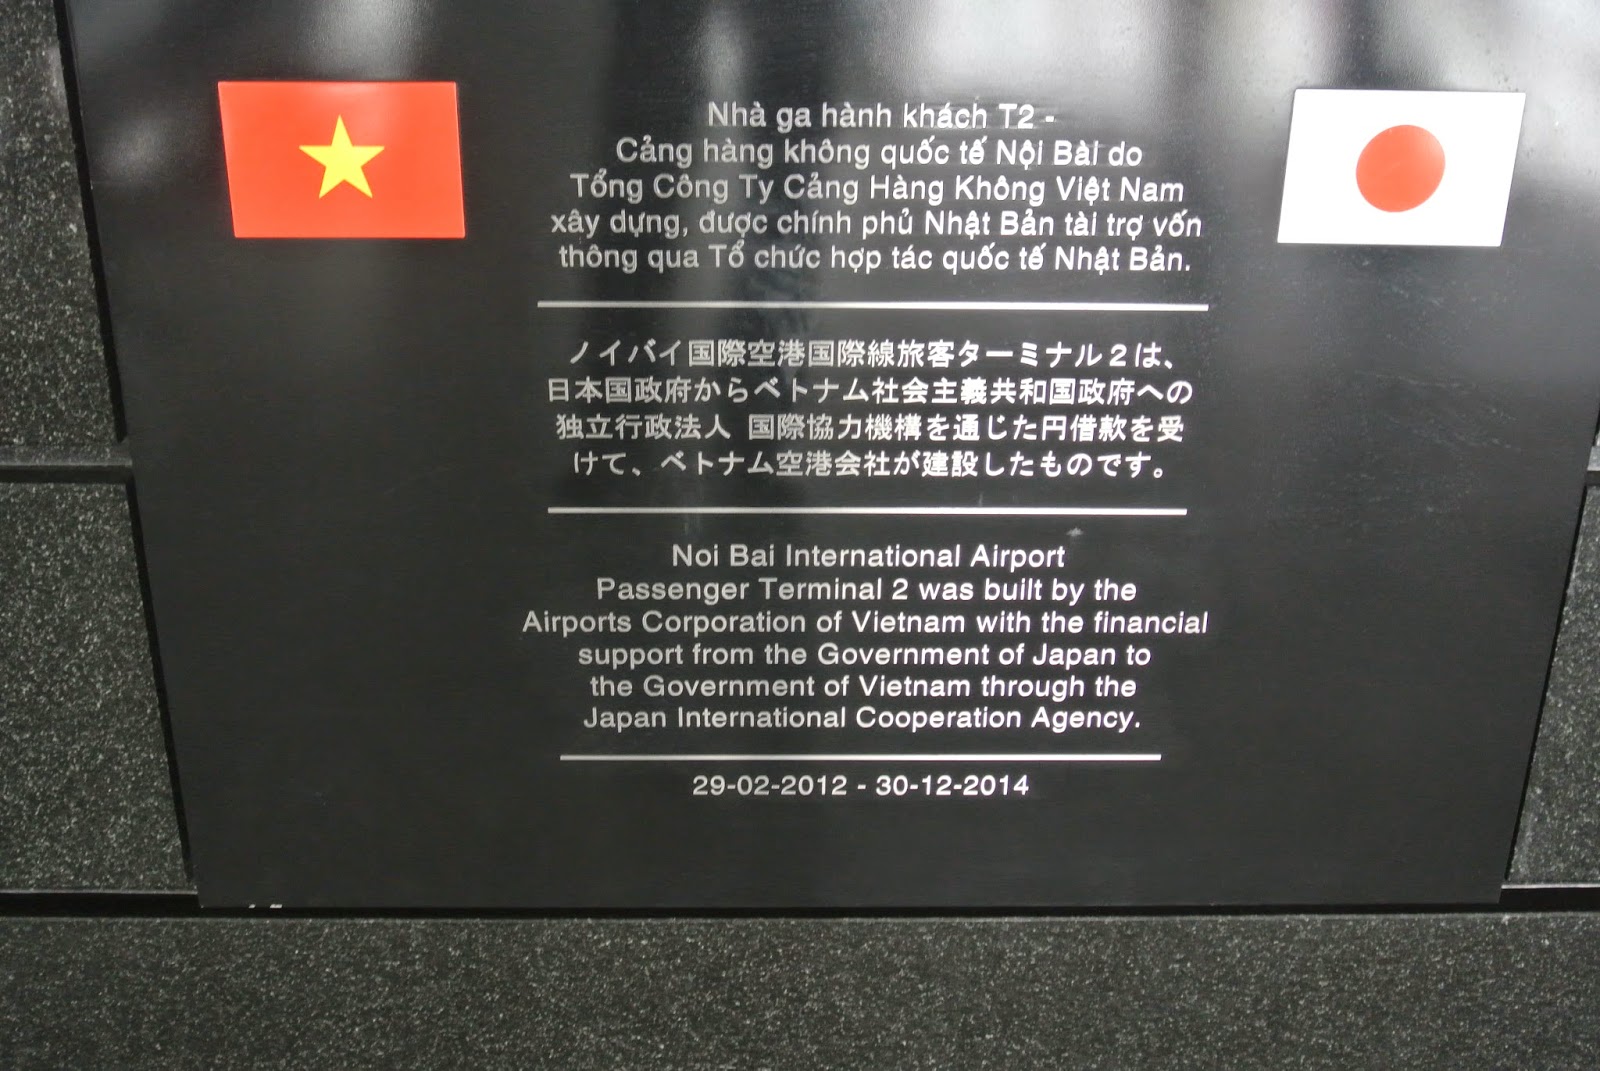 Nhà ga hành khách T2 -
Cảng hàng không quốc tế Nội Bài do
Tổng Công Ty Cảng Hàng Không Việt Nam
xây dựng, được chính phủ Nhật Bản tài trợ vốn
thông qua Tổ chức hợp tác quốc tế Nhật Bản.
ノイバイ国際空港国際線旅客ターミナル2は、
日本国政府からベトナム社会主義共和国政府への
独立行政法人 国際協力機構を通じた円借款を受
けて、ベトナム空港会社が建設したものです。
Noi Bai International Airport
Passenger Terminal 2 was built by the
Airports Corporation of Vietnam with the financial
support from the Government of Japan to
the Government of Vietnam through the
Japan International Cooperation Agency.
29-02-2012 - 30-12-2014